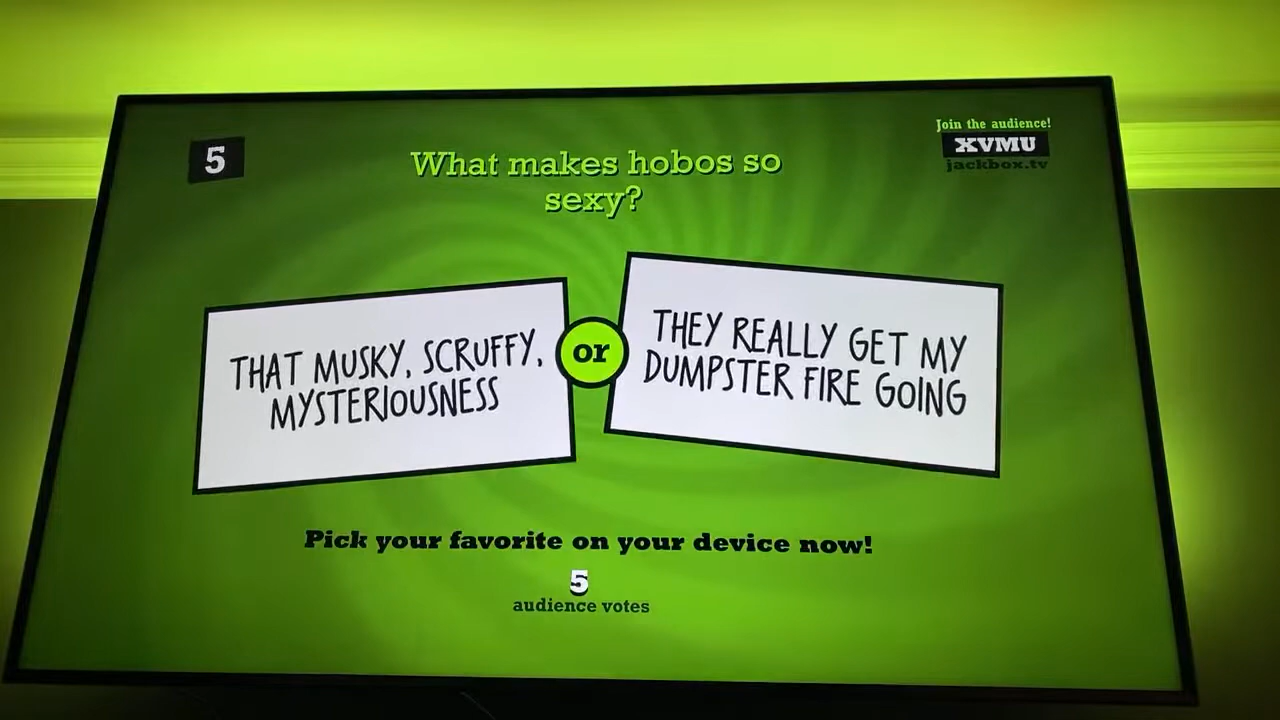 5
What makes hobos so
sexy?
Join the audience!
XVMU
jackbox.tv
THAT MUSKY, SCRUFFY,
MYSTERIOUSNESS
or
THEY REALLY GET MY
DUMPSTER FIRE GOING
Pick your favorite on your device now!
5
audience votes